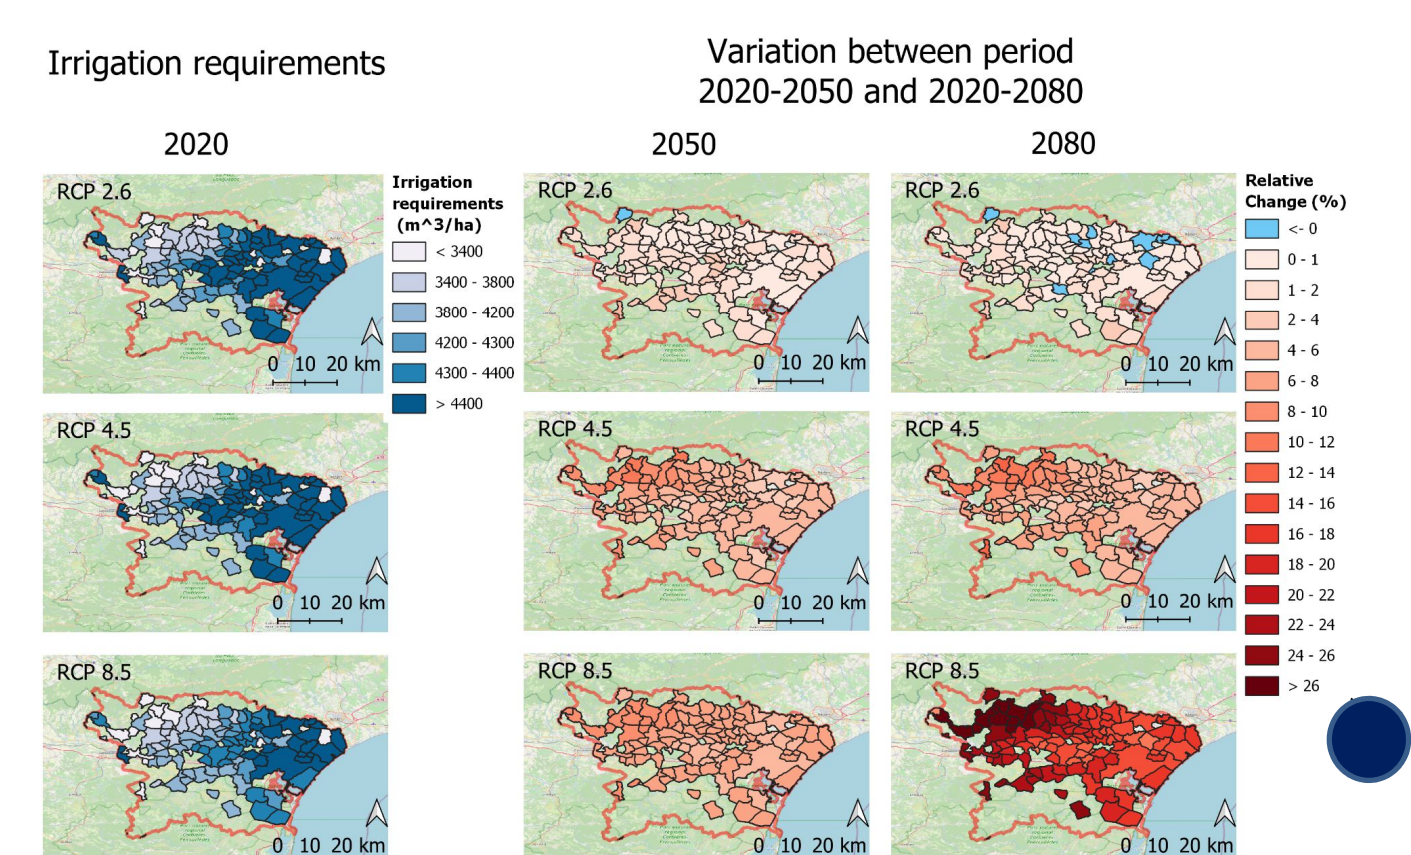 Irrigation requirements
Variation between period
2020-2050 and 2020-2080
2020
2050
2080
RCP 2.6
Irrigation
requirements
(m^3/ha)
< 3400
3400 - 3800
3800 - 4200
4200 - 4300
4300 - 4400
> 4400
0 10 20 km
RCP 2.6
0 10 20 km
RCP 2.6
0 10 20 km
Relative
Change (%)
<- 0
0 - 1
1 - 2
2 - 4
4 - 6
6 - 8
8 - 10
10 - 12
12 - 14
14 - 16
16 - 18
18 - 20
20 - 22
22 - 24
24 - 26
> 26
RCP 4.5
0 10 20 km
RCP 4.5
0 10 20 km
RCP 4.5
0 10 20 km
RCP 8.5
0 10 20 km
RCP 8.5
0 10 20 km
RCP 8.5
0 10 20 km